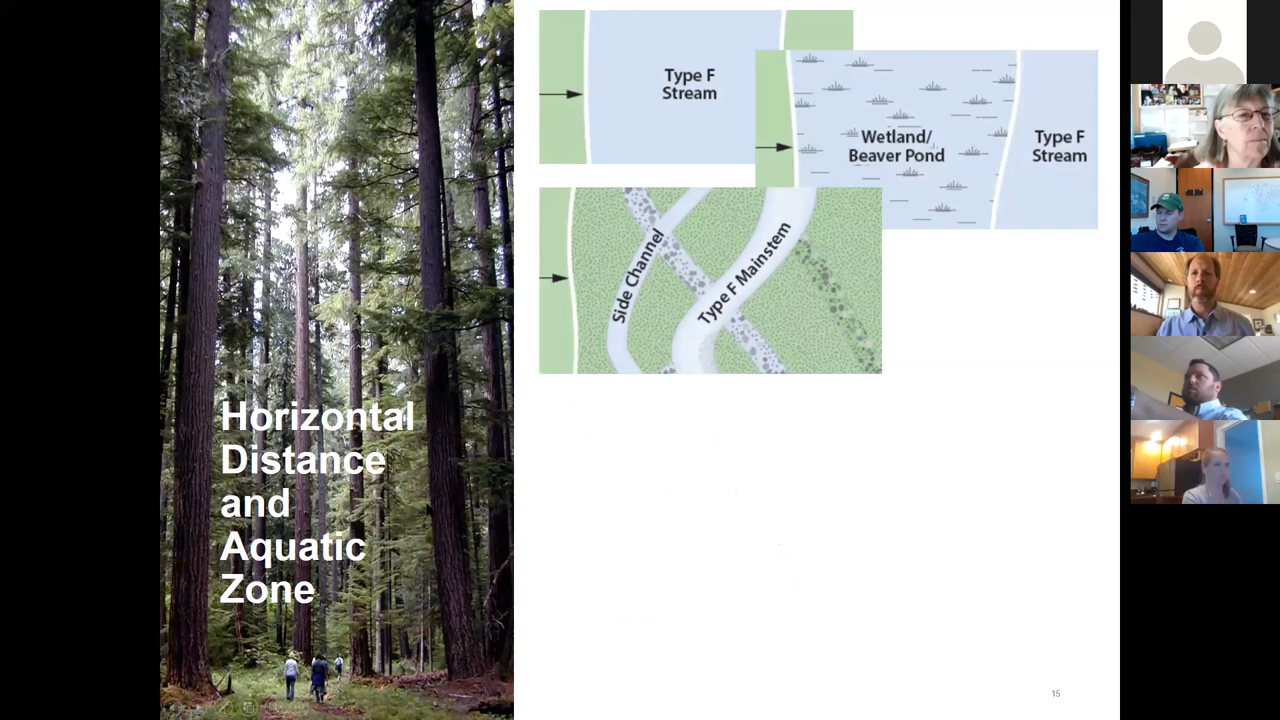 Horizontal
Distance
and
Aquatic
Zone
Type F
Stream
Wetland/
Beaver Pond
Type F
Stream
Side Channel
Type F Mainstem
15